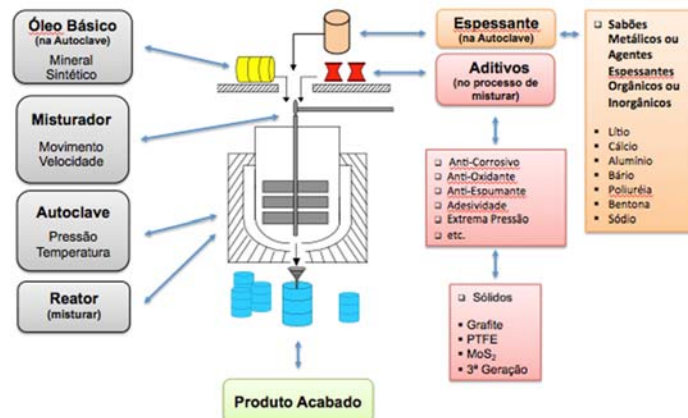 Óleo Básico
(na Autoclave)
Mineral
Sintético
Misturador
Movimento
Velocidade
Autoclave
Pressão
Temperatura
Reator
(misturar)
Espessante
(na Autoclave)
Aditivos
(no processo de
misturar)
❑ Anti-Corrosivo
❑ Anti-Oxidante
❑ Anti-Espumante
❑ Adesividade
❑ Extrema Pressão
❑ etc.
❑ Sólidos
▪ Grafite
▪ PTFE
▪ MoS₂
▪ 3ª Geração
❑ Sabões
Metálicos ou
Agentes
Espessantes
Orgânicos ou
Inorgânicos
▪ Lítio
▪ Cálcio
▪ Alumínio
▪ Bário
▪ Poliuréia
▪ Bentona
▪ Sódio
Produto Acabado